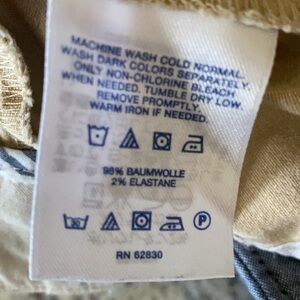 MACHINE WASH COLD NORMAL.
WASH DARK COLORS SEPARATELY.
ONLY NON-CHLORINE BLEACH
WHEN NEEDED. TUMBLE DRY LOW.
REMOVE PROMPTLY.
WARM IRON IF NEEDED.
98% BAUMWOLLE
2% ELASTANE
P
RN 62830